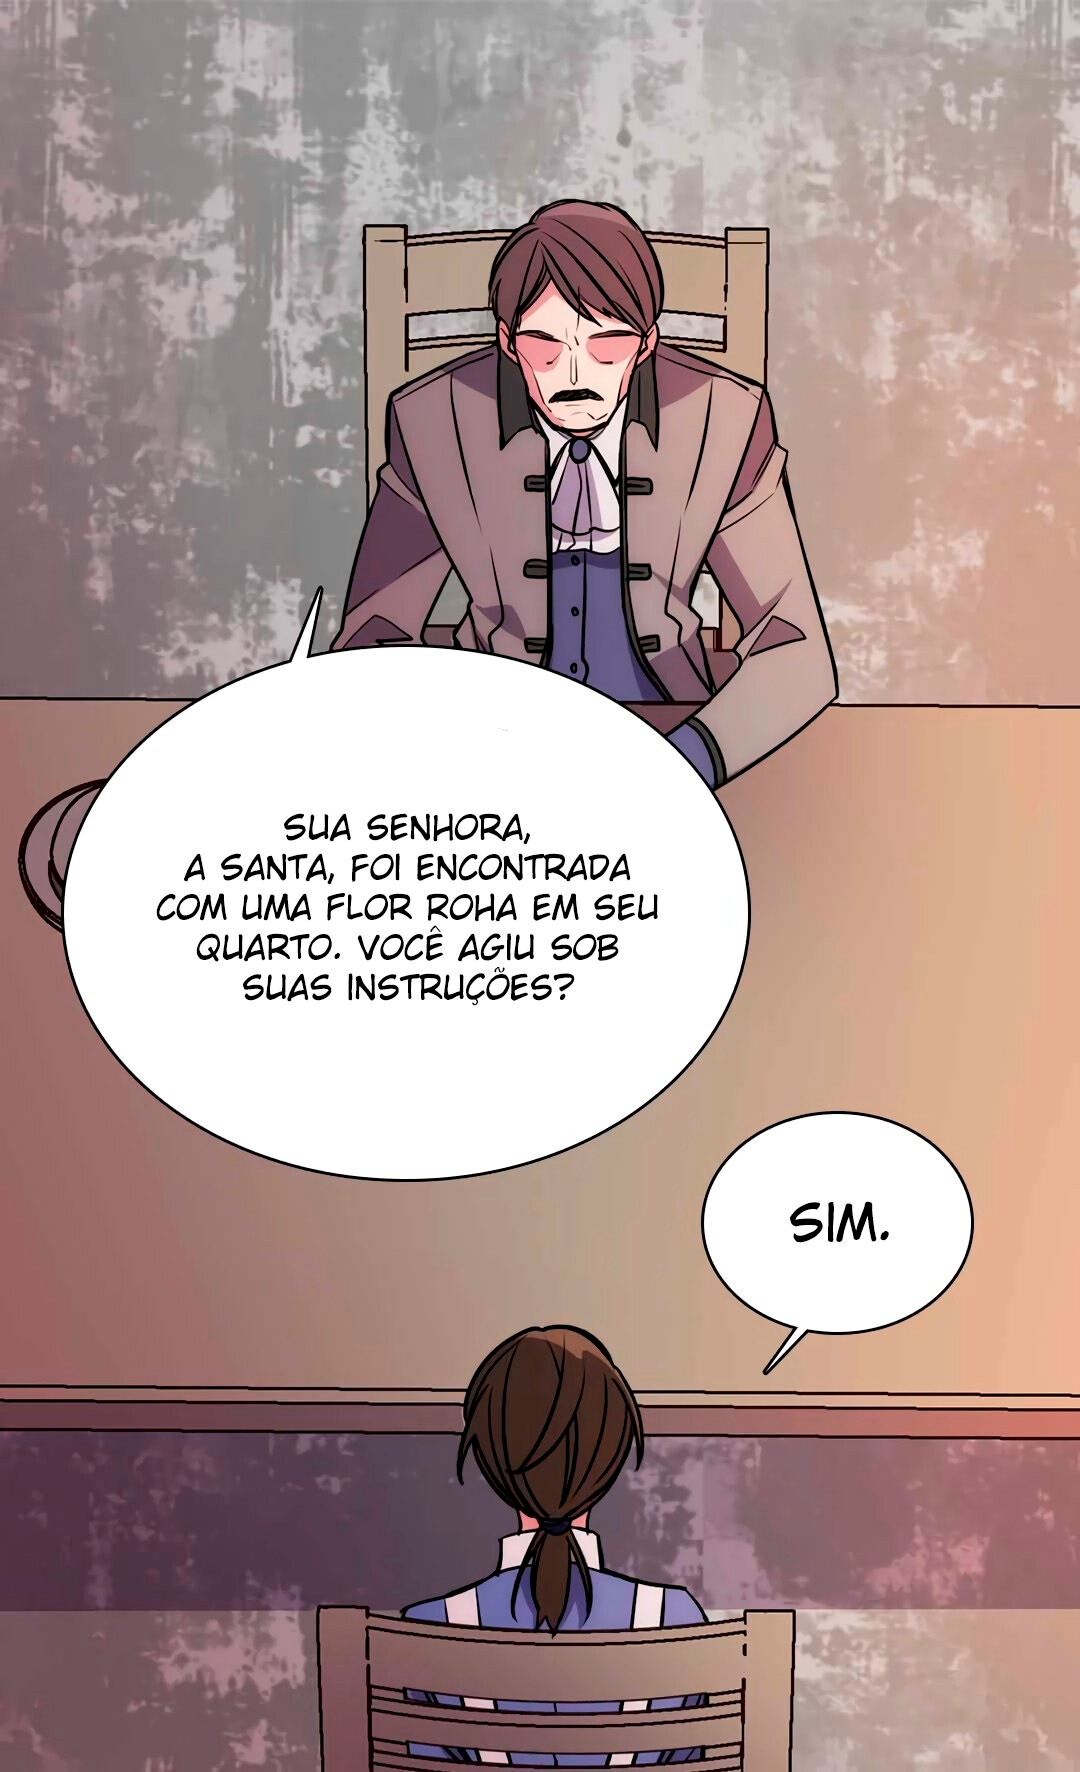 SUA SENHORA,
A SANTA, FOI ENCONTRADA
COM UMA FLOR ROHA EM SEU
QUARTO. VOCÊ AGIU SOB
SUAS INSTRUÇÕES?
SIM.